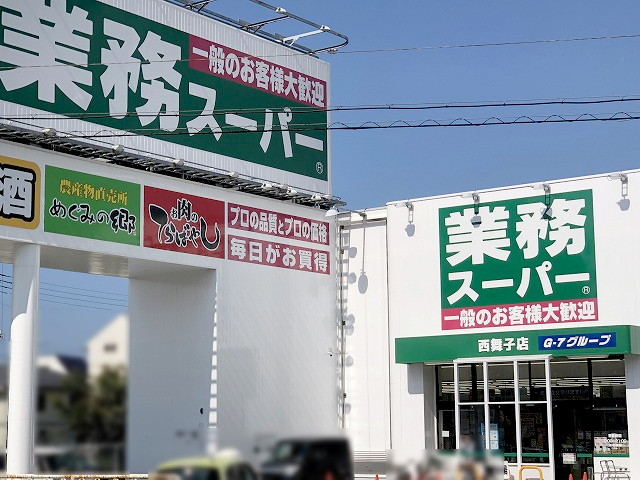 業務スーパー®
一般のお客様大歓迎
酒
農産物直売所
めぐみの郷
お肉の
てらばやし
プロの品質とプロの価格
毎日がお買得
業務
スーパー®
一般のお客様大歓迎
西舞子店
G-7グループ